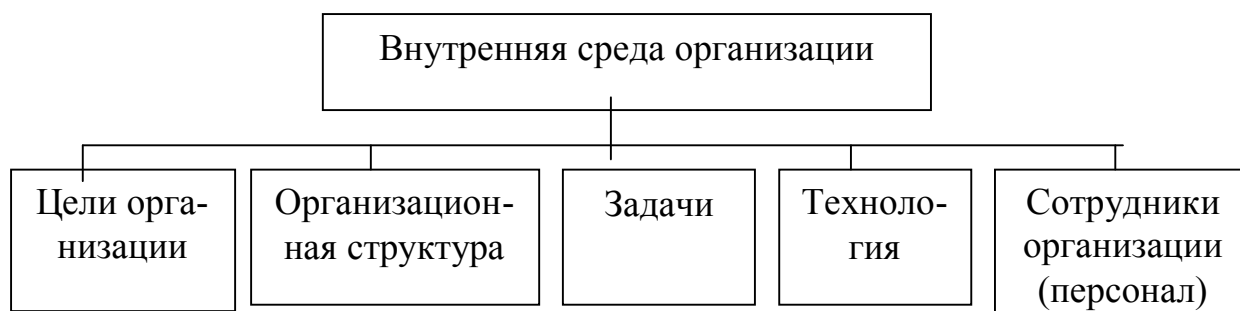 Внутренняя среда организации
Цели орга-
низации
Организацион-
ная структура
Задачи
Техноло-
гия
Сотрудники
организации
(персонал)